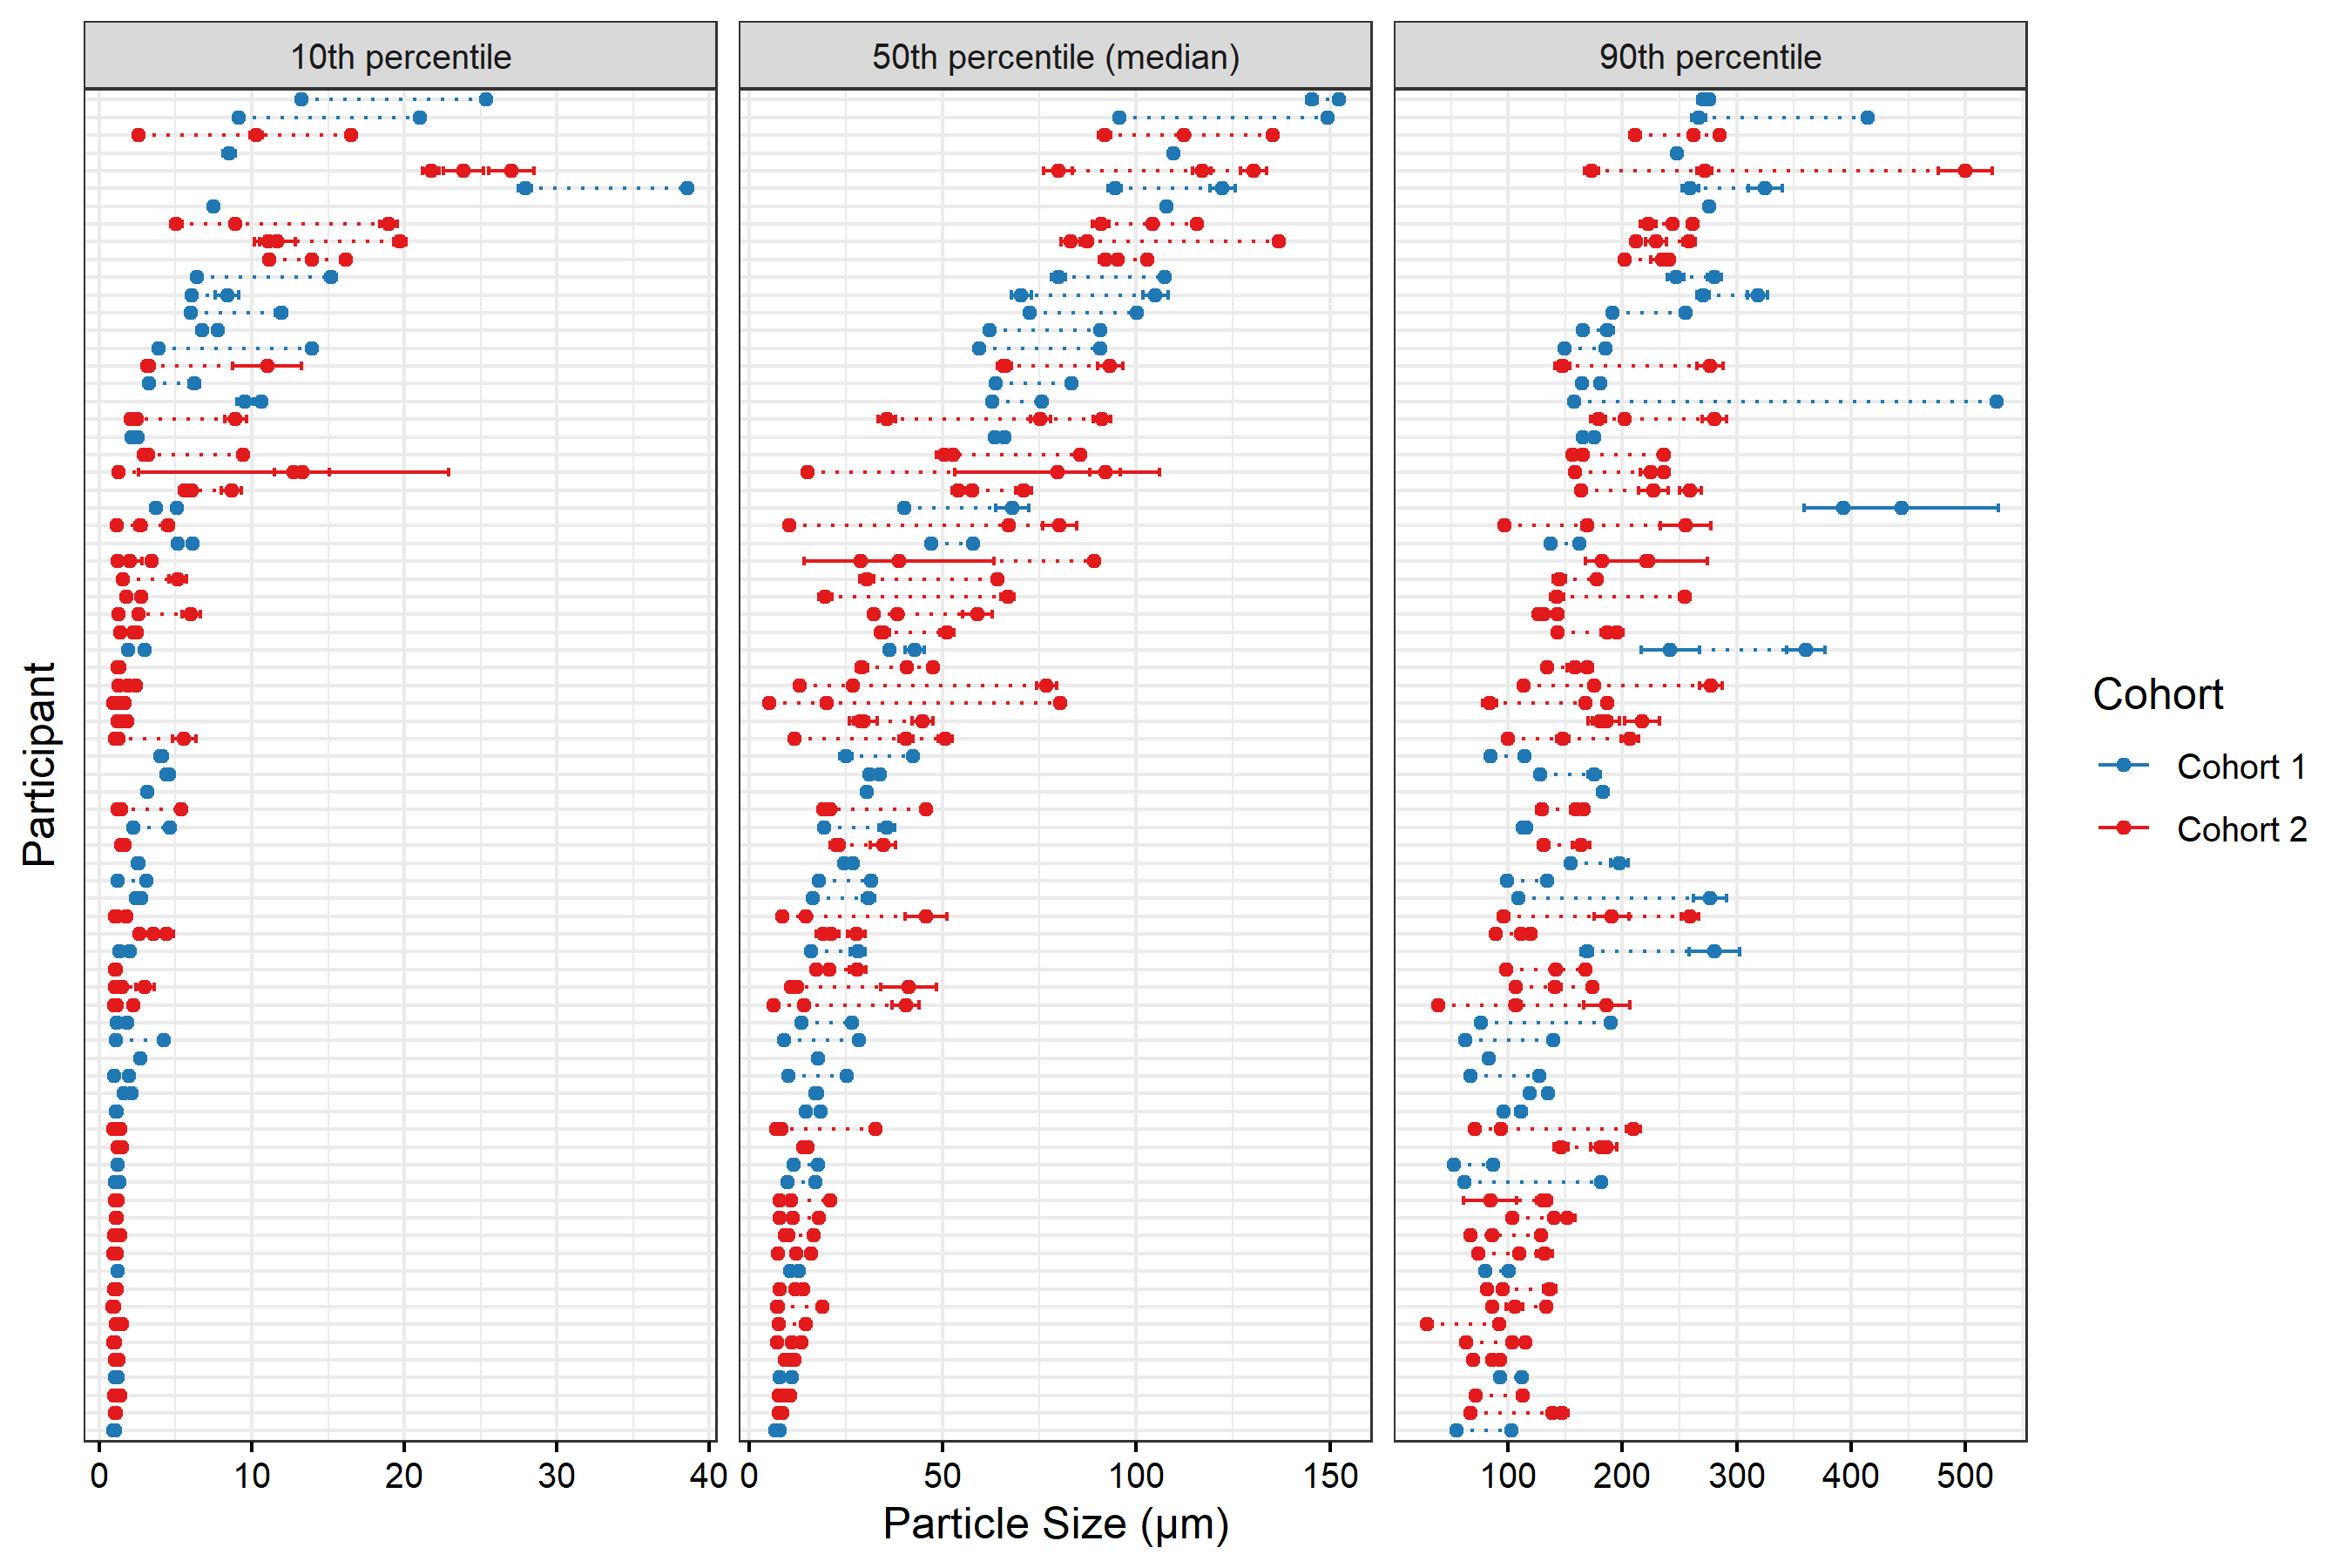 10th percentile
50th percentile (median)
90th percentile
Participant
0 10 20 30 40
0 50 100 150
100 200 300 400 500
Particle Size (µm)
Cohort
Cohort 1
Cohort 2